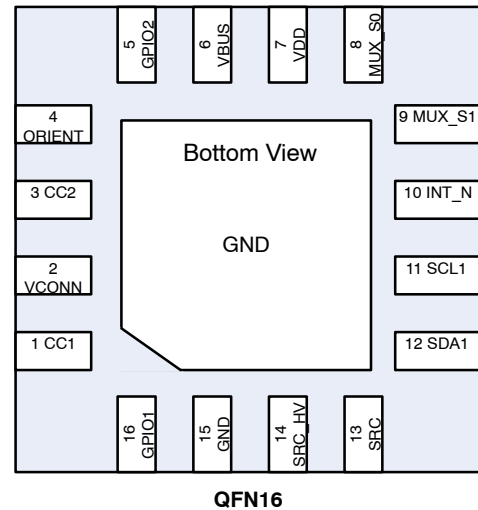 5
GPIO2
6
VBUS
7
VDD
8
MUX_S0
4
ORIENT
9 MUX_S1
Bottom View
3 CC2
10 INT_N
GND
2
VCONN
11 SCL1
1 CC1
12 SDA1
16
GPIO1
15
GND
14
SRC_HV
13
SRC
QFN16